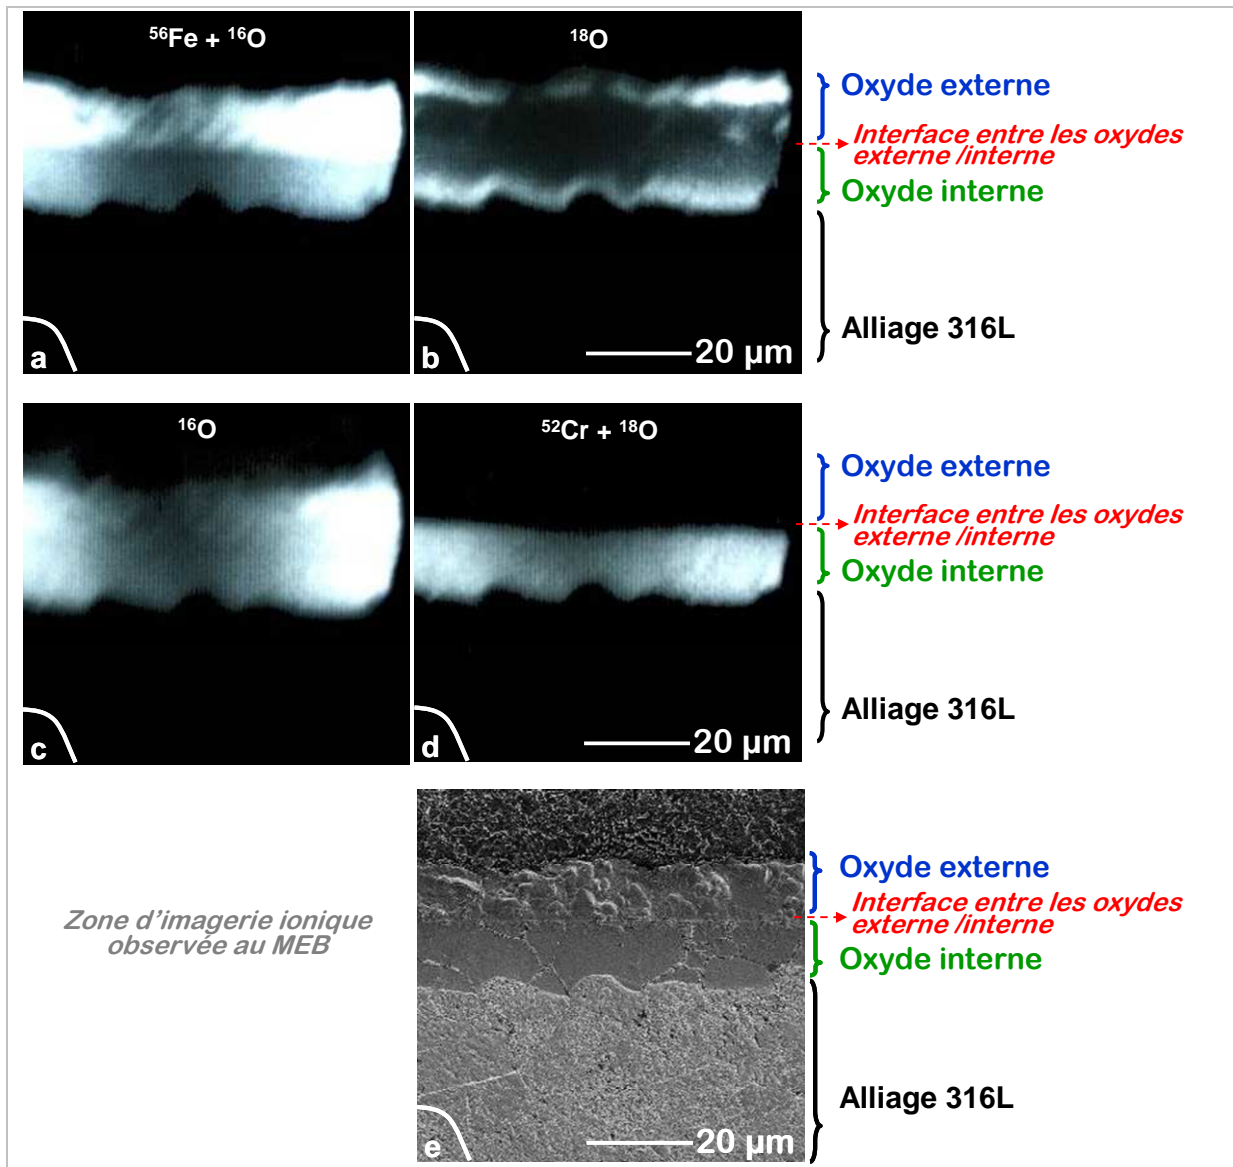 ⁵⁶Fe + ¹⁶O
¹⁸O
Oxyde externe
Interface entre les oxydes
externe /interne
Oxyde interne
Alliage 316L
a
b
20 µm
¹⁶O
⁵²Cr + ¹⁸O
Oxyde externe
Interface entre les oxydes
externe /interne
Oxyde interne
Alliage 316L
c
d
20 µm
Zone d'imagerie ionique
observée au MEB
Oxyde externe
Interface entre les oxydes
externe /interne
Oxyde interne
Alliage 316L
e
20 µm